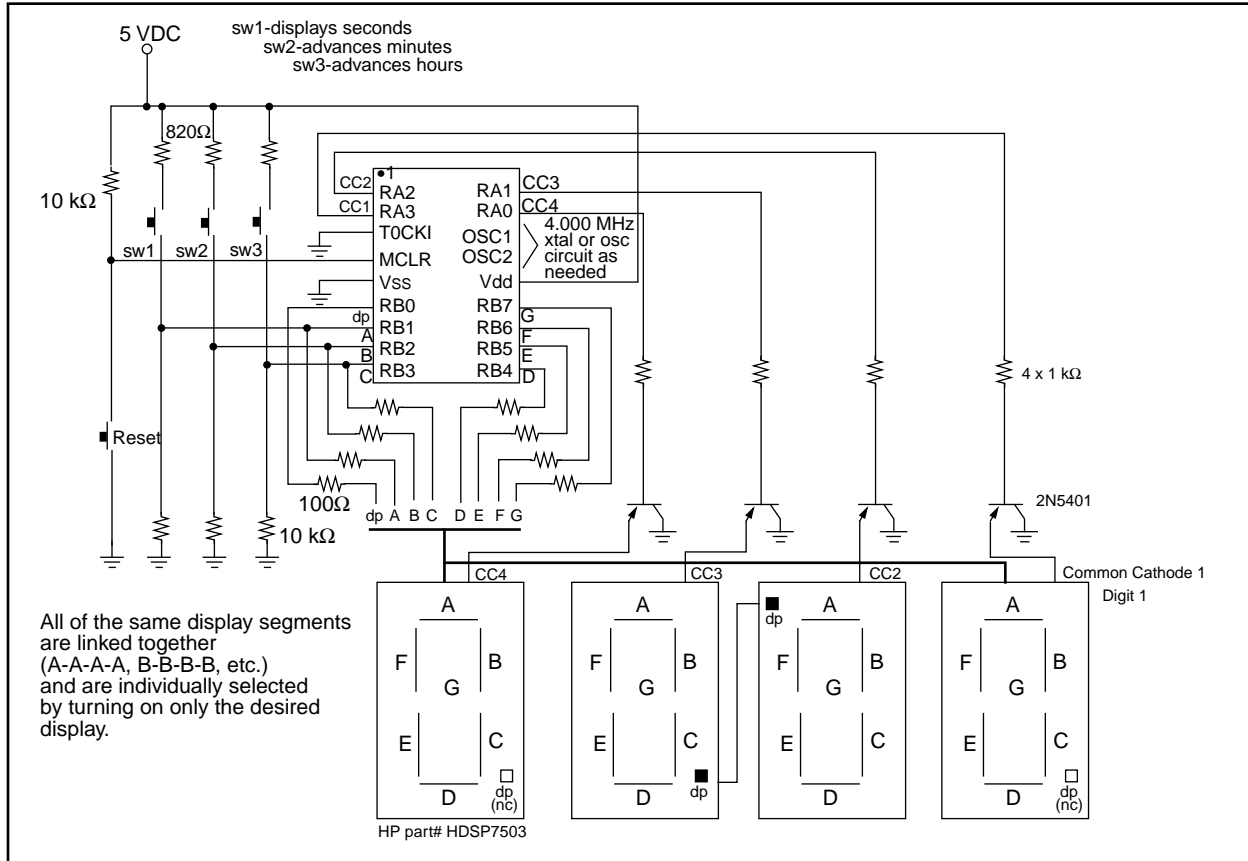 5 VDC
sw1-displays seconds
sw2-advances minutes
sw3-advances hours
820Ω
10 kΩ
sw1
sw2
sw3
CC2
CC1
1
RA2
RA3
T0CKI
MCLR
Vss
RB0
RB1
RB2
RB3
dp
A
B
C
RA1
RA0
OSC1
OSC2
Vdd
RB7
RB6
RB5
RB4
CC3
CC4
4.000 MHz
xtal or osc
circuit as
needed
G
F
E
D
4 x 1 kΩ
Reset
100Ω
10 kΩ
dp A B C D E F G
2N5401
CC4
CC3
CC2
Common Cathode 1
Digit 1
All of the same display segments
are linked together
(A-A-A-A, B-B-B-B, etc.)
and are individually selected
by turning on only the desired
display.
A
F
B
G
E
C
D
dp
(nc)
A
F
B
G
E
C
D
dp
dp
A
F
B
G
E
C
D
A
F
B
G
E
C
D
dp
(nc)
HP part# HDSP7503